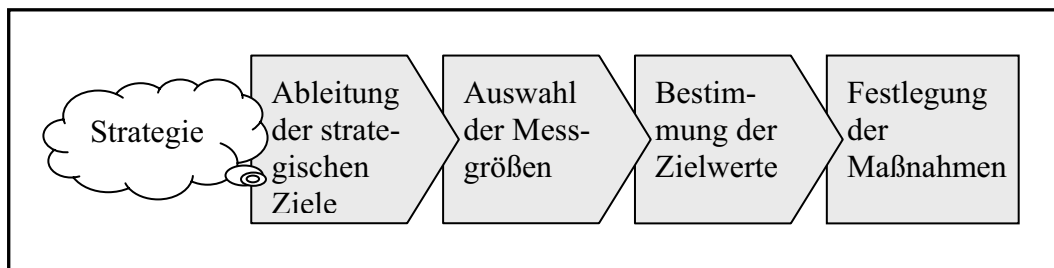 Strategie
Ableitung
der strate-
gischen
Ziele
Auswahl
der Mess-
größen
Bestim-
mung der
Zielwerte
Festlegung
der
Maßnahmen